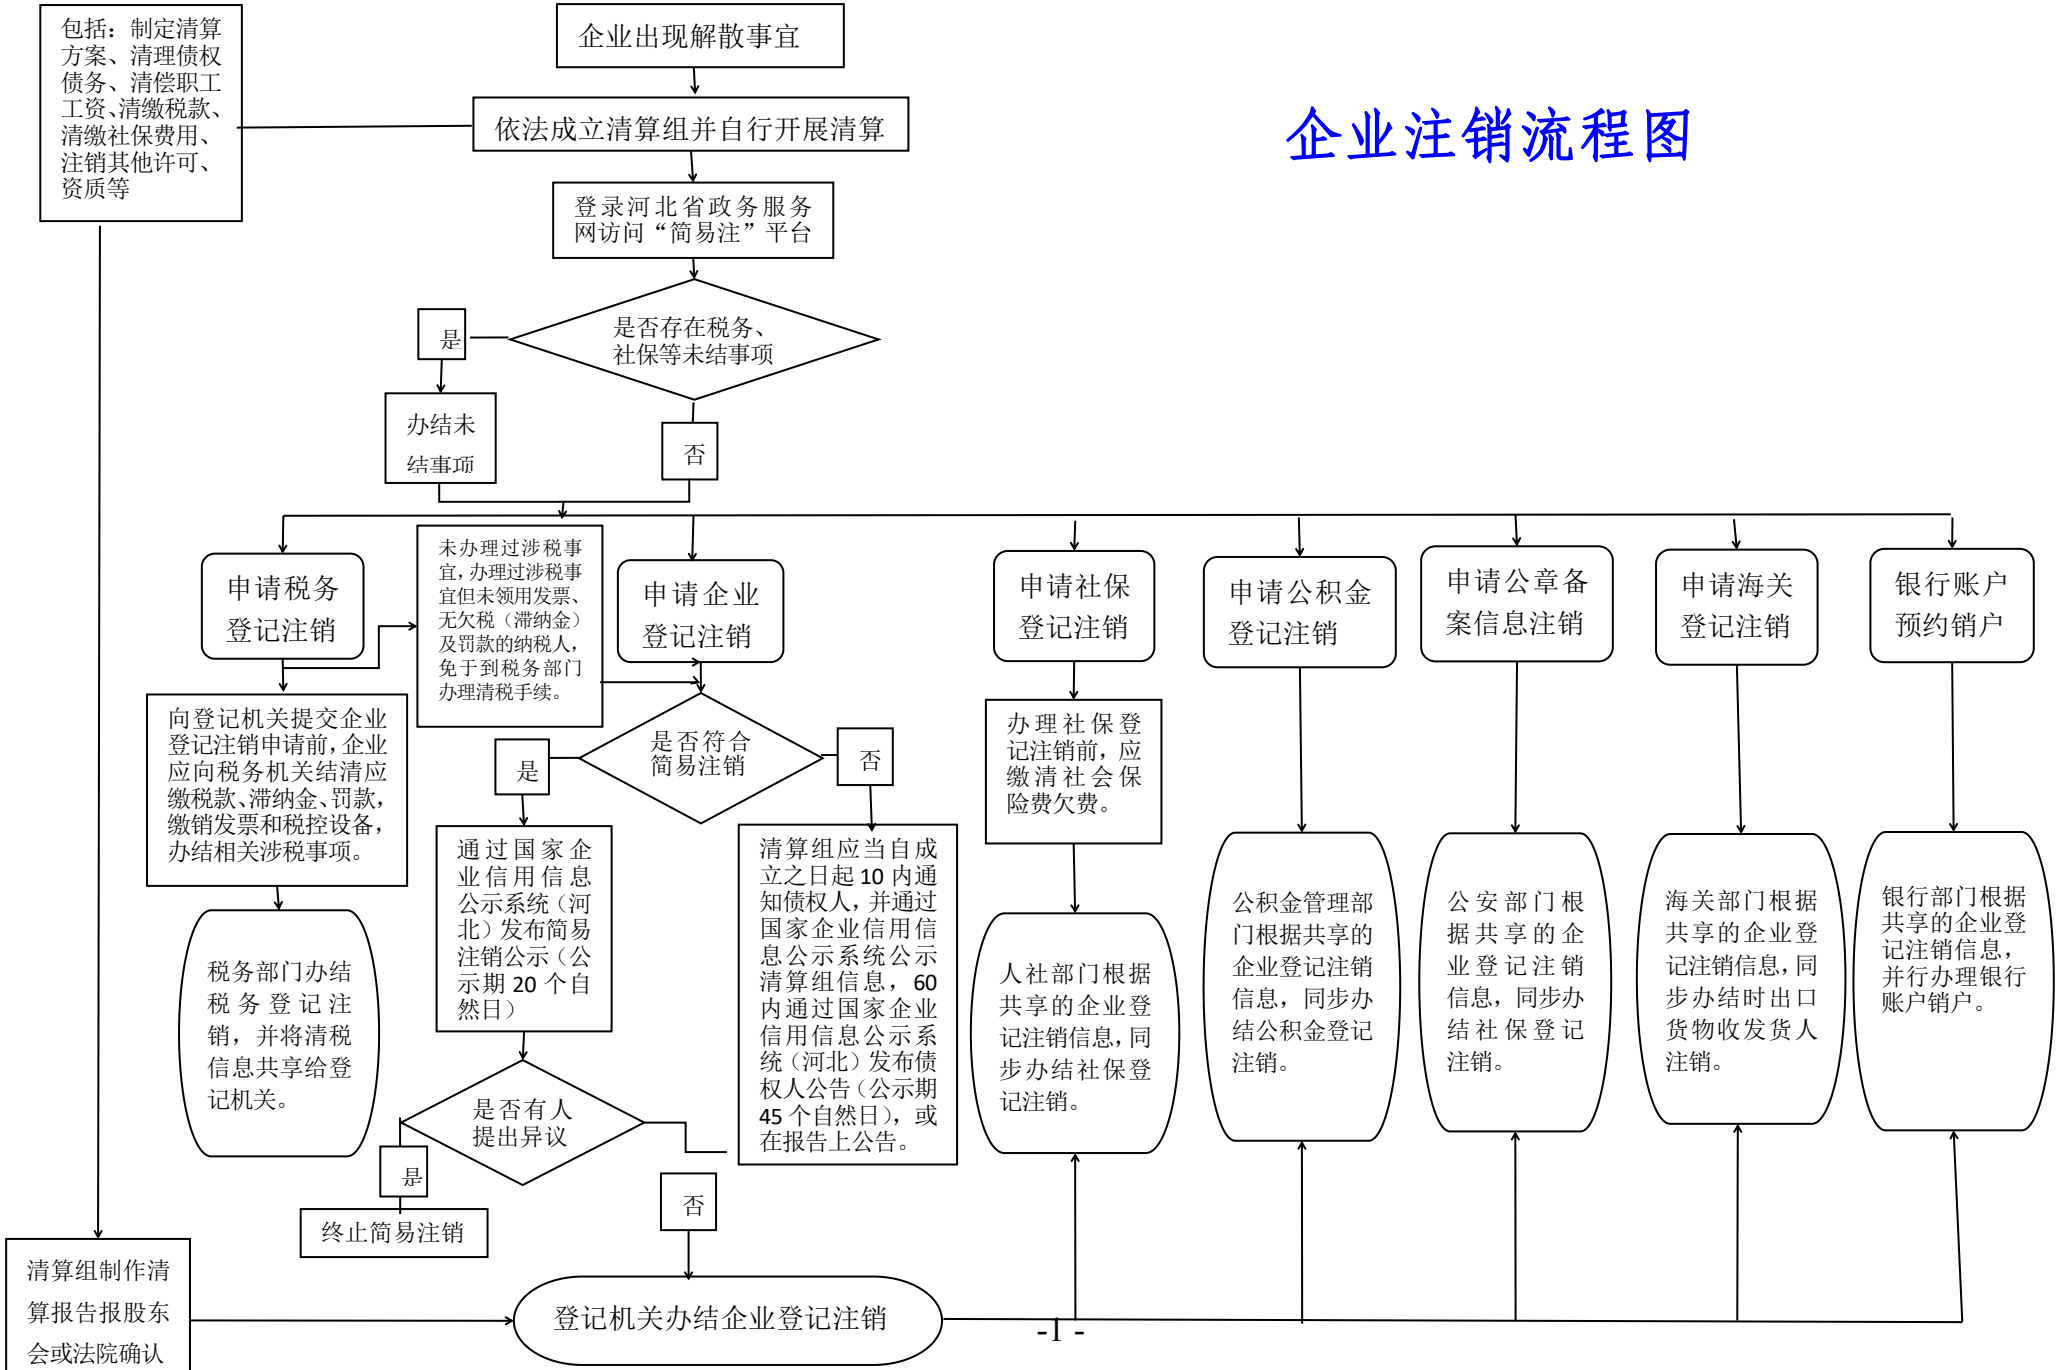 包括：制定清算
方案、清理债权
债务、清偿职工
工资、清缴税款、
清缴社保费用、
注销其他许可、
资质等
企业出现解散事宜
依法成立清算组并自行开展清算
企业注销流程图
登录河北省政务服务
网访问“简易注”平台
是否存在税务、
社保等未结事项
是
办结未
结事项
否
申请税务
登记注销
未办理过涉税事
宜，办理过涉税事
宜但未领用发票、
无欠税（滞纳金）
及罚款的纳税人，
免于到税务部门
办理清税手续。
申请企业
登记注销
申请社保
登记注销
申请公积金
登记注销
申请公章备
案信息注销
申请海关
登记注销
银行账户
预约销户
向登记机关提交企业
登记注销申请前，企业
应向税务机关结清应
缴税款、滞纳金、罚款，
缴销发票和税控设备，
办结相关涉税事项。
是否符合
简易注销
是
否
办理社保登
记注销前，应
缴清社会保
险费欠费。
通过国家企
业信用信息
公示系统（河
北）发布简易
注销公示（公
示期 20 个自
然日）
清算组应当自成
立之日起 10 内通
知债权人，并通过
国家企业信用信
息公示系统公示
清算组信息，60
内通过国家企业
信用信息公示系
统（河北）发布债
权人公告（公示期
45 个自然日），或
在报告上公告。
税务部门办结
税务登记注
销，并将清税
信息共享给登
记机关。
人社部门根据
共享的企业登
记注销信息，同
步办结社保登
记注销。
公积金管理部
门根据共享的
企业登记注销
信息，同步办
结公积金登记
注销。
公安部门根
据共享的企
业登记注销
信息，同步办
结社保登记
注销。
海关部门根据
共享的企业登
记注销信息，同
步办结时出口
货物收发货人
注销。
银行部门根据
共享的企业登
记注销信息，
并行办理银行
账户销户。
是否有人
提出异议
是
终止简易注销
否
清算组制作清
算报告报股东
会或法院确认
登记机关办结企业登记注销
-1 -